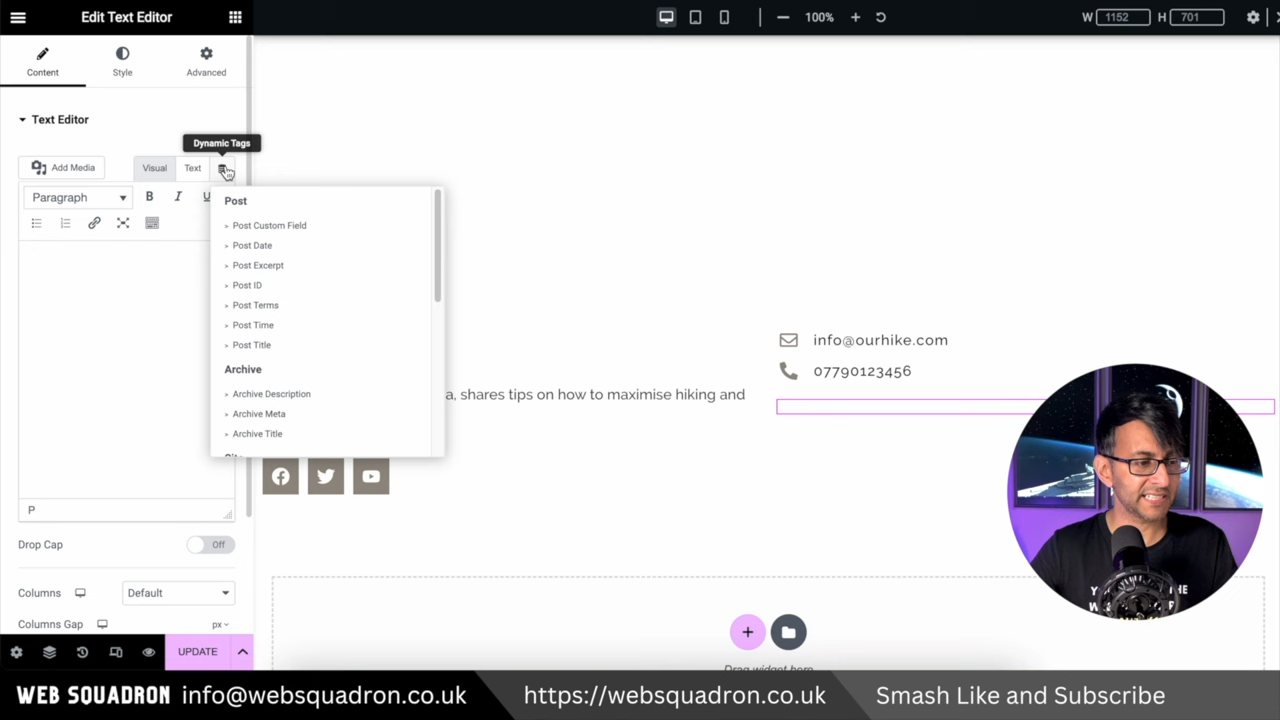 Edit Text Editor
100%
W 1152 H 701
Content Style Advanced
Text Editor
Dynamic Tags
Add Media Visual Text
Paragraph B I U
Post
Post Custom Field
Post Date
Post Excerpt
Post ID
Post Terms
Post Time
Post Title
Archive
Archive Description
Archive Meta
Archive Title
info@ourhike.com
07790123456
a, shares tips on how to maximise hiking and
P
Drop Cap Off
Columns Default
Columns Gap px
UPDATE
Drag widget here
WEB SQUADRON info@websquadron.co.uk https://websquadron.co.uk Smash Like and Subscribe